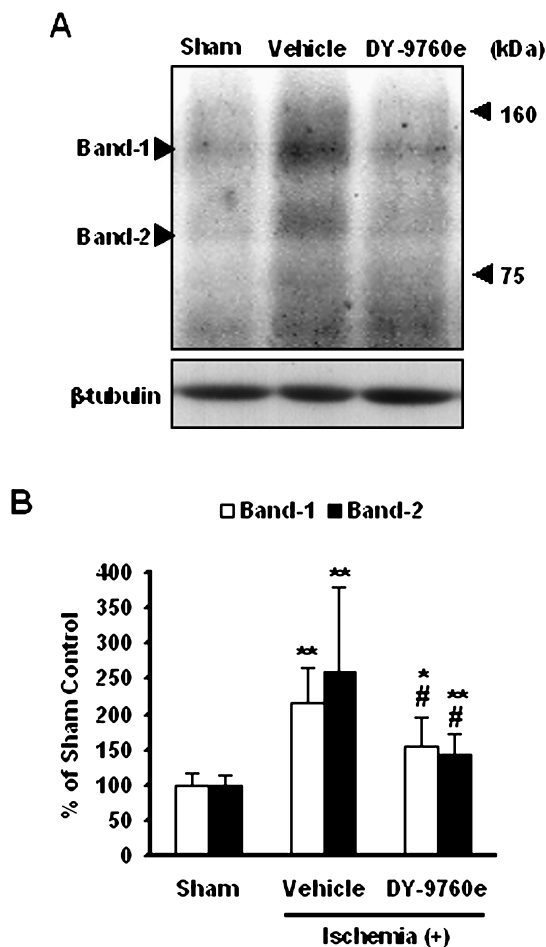 A
Sham Vehicle DY-9760e (kDa)
160
Band-1
Band-2
75
β-tubulin
B
Band-1 Band-2
% of Sham Control
400
350
300
250
200
150
100
50
0
** ** * # ** #
Sham Vehicle DY-9760e
Ischemia (+)